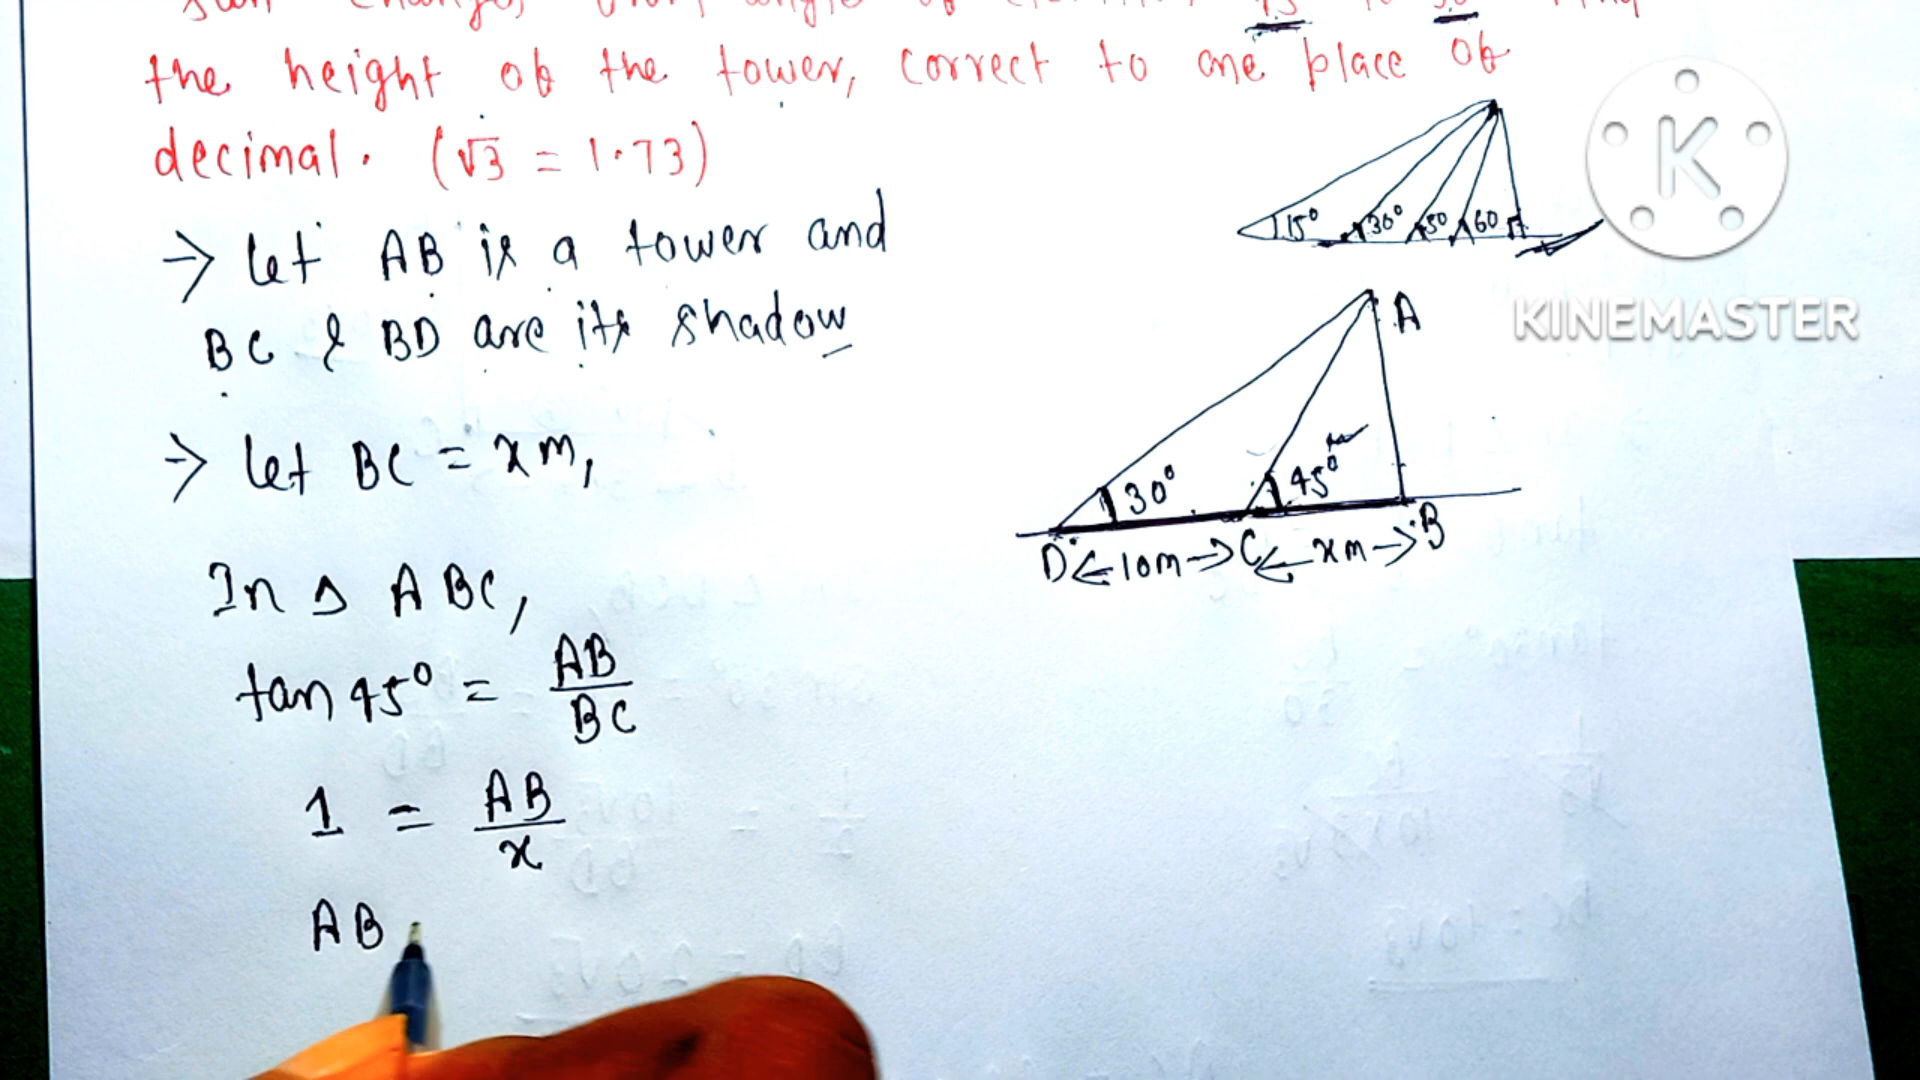 the height of the tower, correct to one place of
decimal. (√3 = 1.73)
→ Let AB is a tower and
BC & BD are its shadow
→ Let BC = x m,
In Δ ABC,
tan 45° = AB/BC
1 = AB/x
AB
15° 30° 50 60
A
30° 45°
D ← 10m → C ← x m → B
K
KINEMASTER